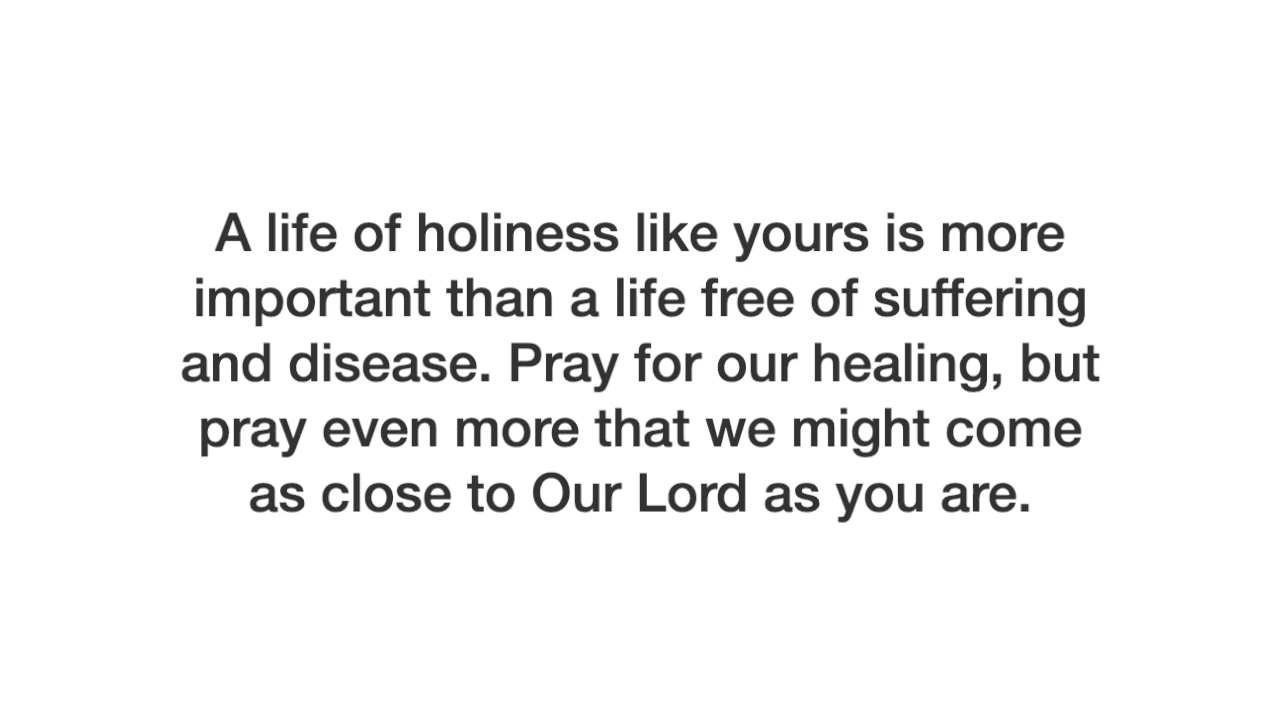 A life of holiness like yours is more
important than a life free of suffering
and disease. Pray for our healing, but
pray even more that we might come
as close to Our Lord as you are.